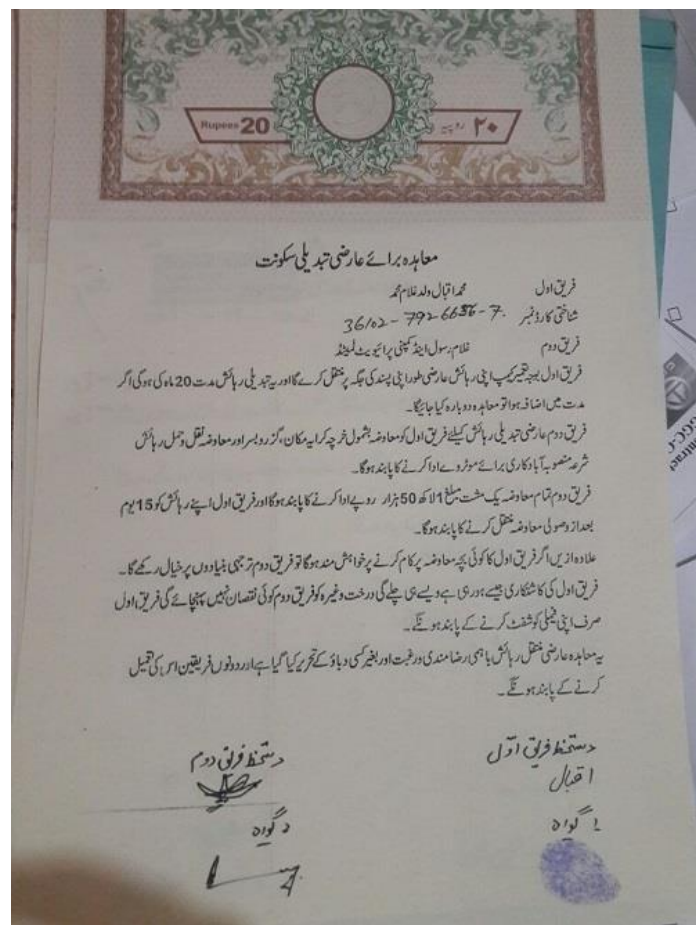 Rupees 20
۲۰ روپیہ
معاہدہ برائے عارضی تبدیلی سکونت
فریق اول محمد اقبال ولد غلام محمد
شناختی کارڈ نمبر 36102-7926636-7
فریق دوم غلام رسول اینڈ کمپنی پرائیویٹ لمیٹڈ
فریق اول بوجہ تعمیر کیمپ اپنی رہائش عارضی طور اپنی پسند کی جگہ پر منتقل کرے گا اور یہ تبدیلی رہائش مدت 20 ماہ کی ہوگی اگر
مدت میں اضافہ ہوا تو معاہدہ دوبارہ کیا جائیگا۔
فریق دوم عارضی تبدیلی رہائش کیلئے فریق اول کو معاوضہ بشمول خرچہ کرایہ مکان، گزر و بسر اور معاوضہ نقل و حمل رہائش
شرعہ منصوبہ آبادکاری برائے موٹروے ادا کرنے کا پابند ہوگا۔
فریق دوم تمام معاوضہ یک مشت مبلغ 1 لاکھ 50 ہزار روپے ادا کرنے کا پابند ہوگا اور فریق اول اپنے رہائش کو 15 یوم
بعد از وصولی معاوضہ منتقل کرنے کا پابند ہوگا۔
علاوہ ازیں اگر فریق اول کا کوئی بچہ معاوضہ پر کام کرنے پر خواہش مند ہوگا تو فریق دوم ترجیحی بنیادوں پر خیال رکھے گا۔
فریق اول کی کاشتکاری جیسے ہورہی ہے ویسے ہی چلے گی درخت وغیرہ کو فریق دوم کوئی نقصان نہیں پہنچائے گی فریق اول
صرف اپنی فیملی کو شفٹ کرنے کے پابند ہونگے۔
یہ معاہدہ عارضی منتقل رہائش باہمی رضامندی ورغبت اور بغیر کسی دباؤ کے تحریر کیا گیا ہے اور دونوں فریقین اس کی تعمیل
کرنے کے پابند ہونگے۔
دستخط فریق اول دستخط فریق دوم
اقبال
1 گواہ 2 گواہ